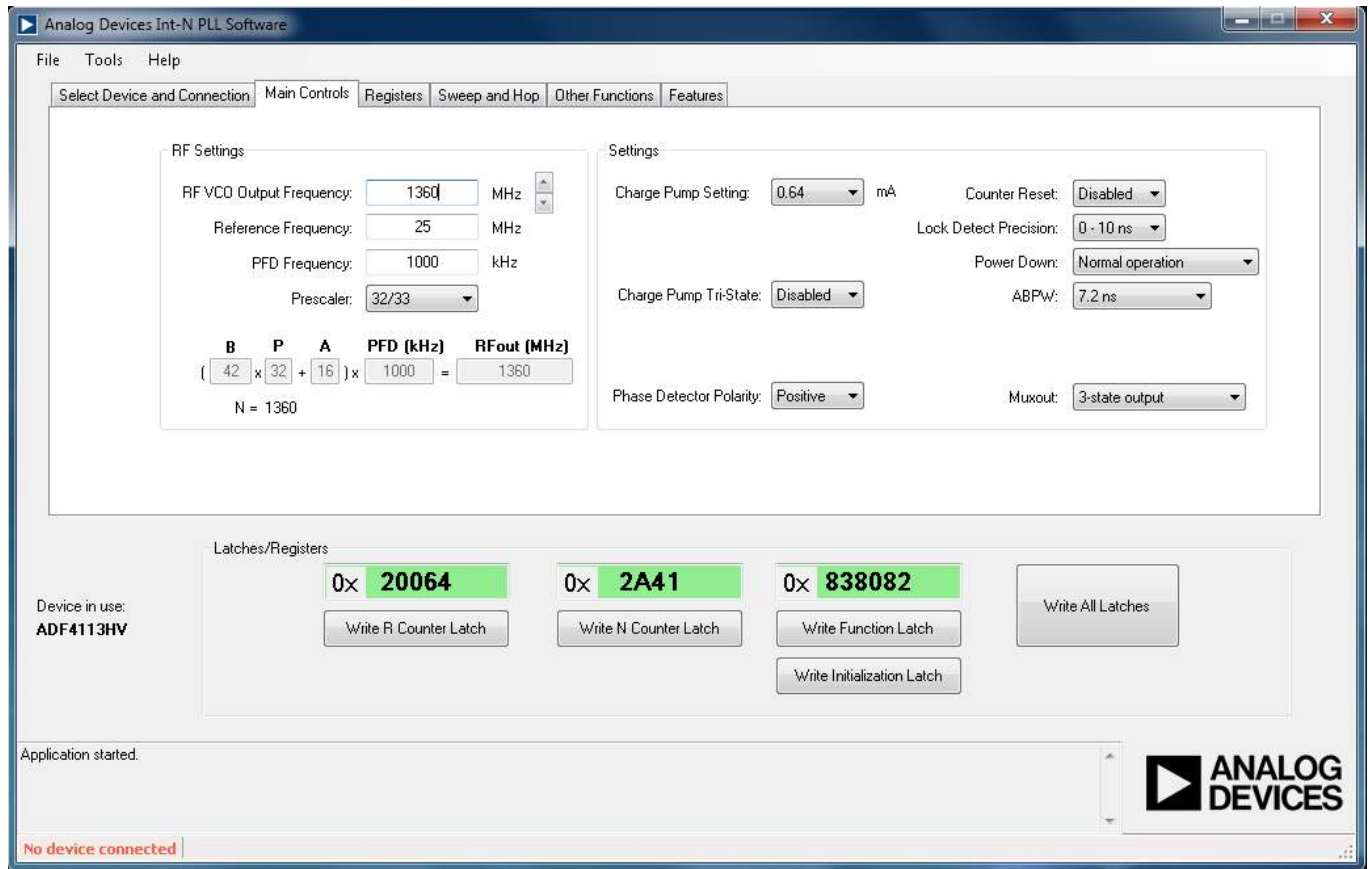 Analog Devices Int-N PLL Software
File Tools Help
Select Device and Connection Main Controls Registers Sweep and Hop Other Functions Features
RF Settings
RF VCO Output Frequency: 1360 MHz
Reference Frequency: 25 MHz
PFD Frequency: 1000 kHz
Prescaler: 32/33
B P A PFD (kHz) RFout (MHz)
( 42 x 32 + 16 ) x 1000 = 1360
N = 1360
Settings
Charge Pump Setting: 0.64 mA
Counter Reset: Disabled
Lock Detect Precision: 0 - 10 ns
Power Down: Normal operation
Charge Pump Tri-State: Disabled
ABPW: 7.2 ns
Phase Detector Polarity: Positive
Muxout: 3-state output
Latches/Registers
0x 20064 0x 2A41 0x 838082
Device in use:
ADF4113HV
Write R Counter Latch Write N Counter Latch Write Function Latch Write All Latches
Write Initialization Latch
Application started.
ANALOG
DEVICES
No device connected